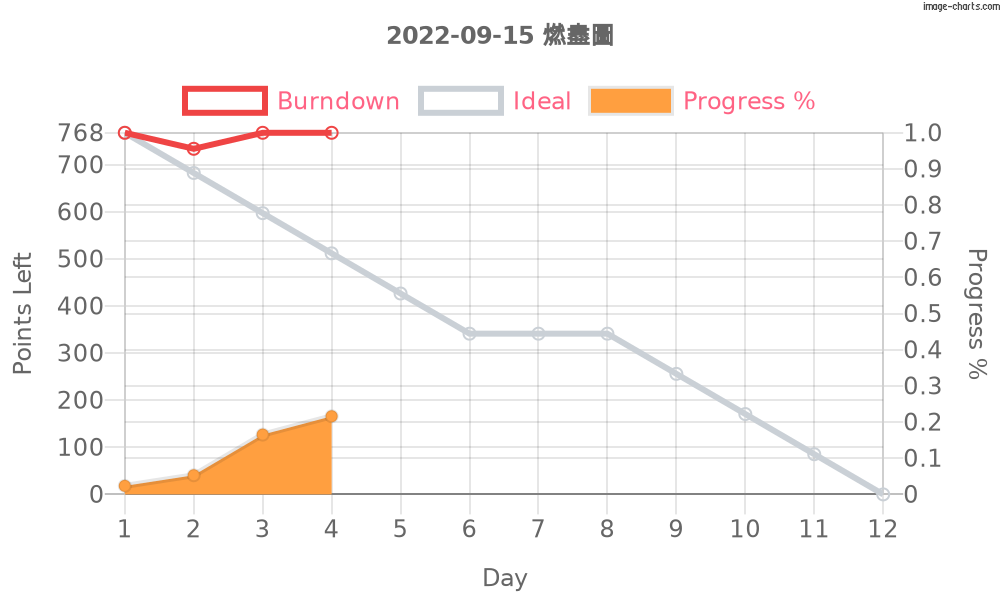 image-charts.com
2022-09-15 燃盡圖
Burndown Ideal Progress %
768 1.0
700 0.9
600 0.8
500 0.7
400 0.6
300 0.5
200 0.4
100 0.3
0 0.2
0.1
0
Points Left
Progress %
1 2 3 4 5 6 7 8 9 10 11 12
Day